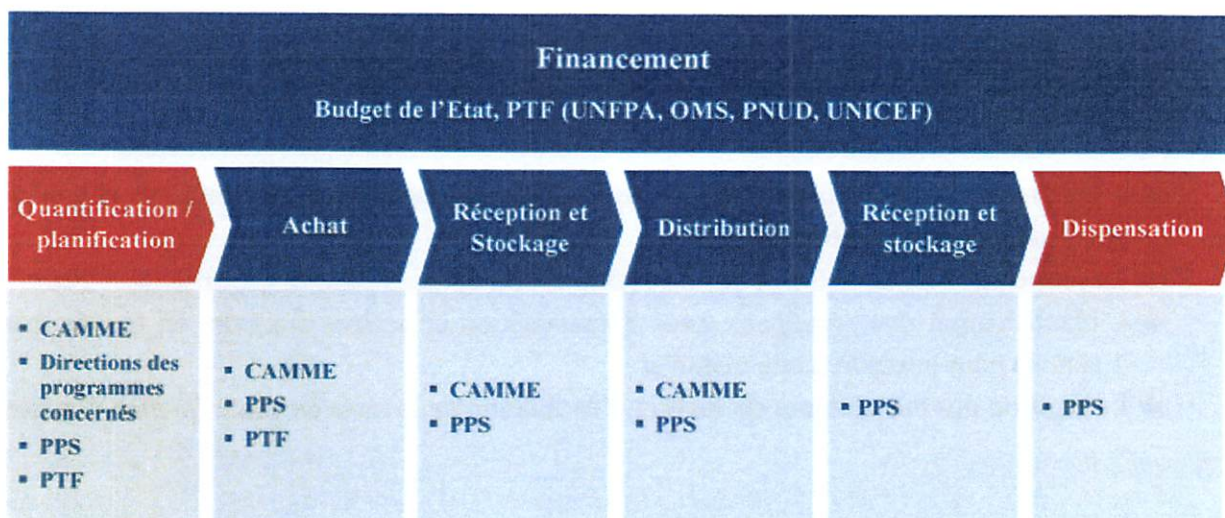 Financement
Budget de l'Etat, PTF (UNFPA, OMS, PNUD, UNICEF)
Quantification /
planification
Achat
Réception et
Stockage
Distribution
Réception et
stockage
Dispensation
▪ CAMME
▪ Directions des
programmes
concernés
▪ PPS
▪ PTF
▪ CAMME
▪ PPS
▪ PTF
▪ CAMME
▪ PPS
▪ CAMME
▪ PPS
▪ PPS
▪ PPS